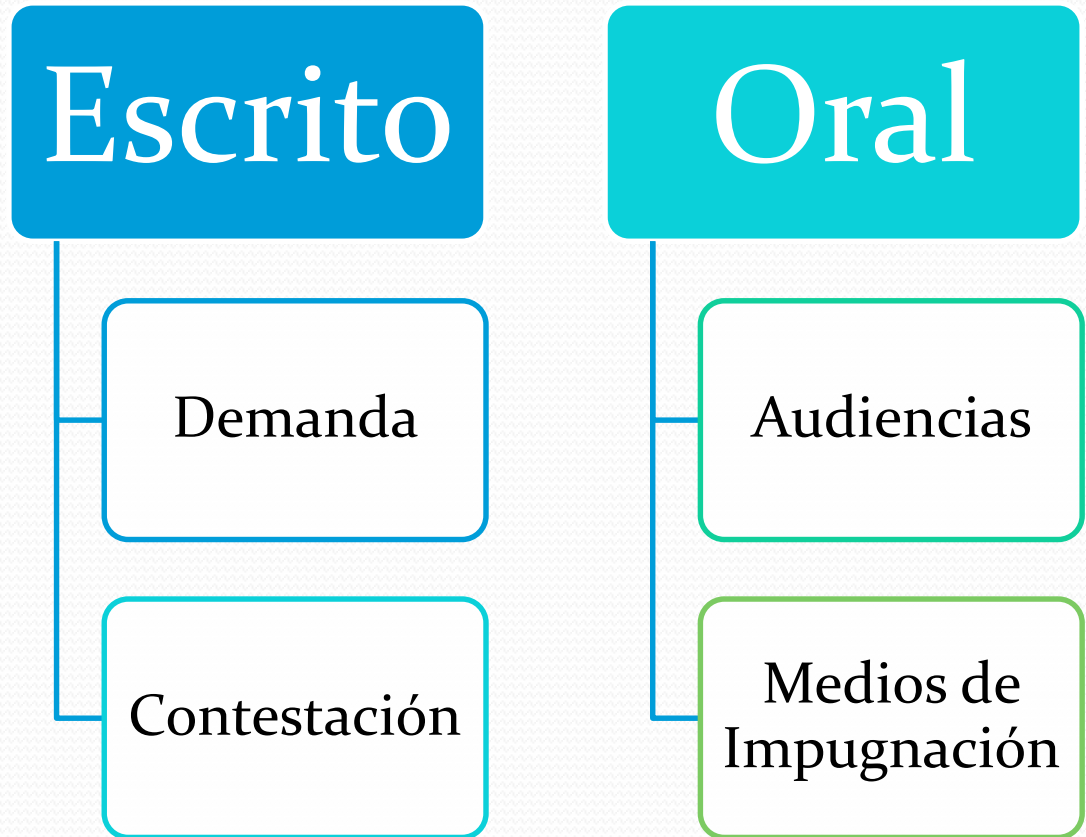 Escrito
Demanda
Contestación
Oral
Audiencias
Medios de
Impugnación